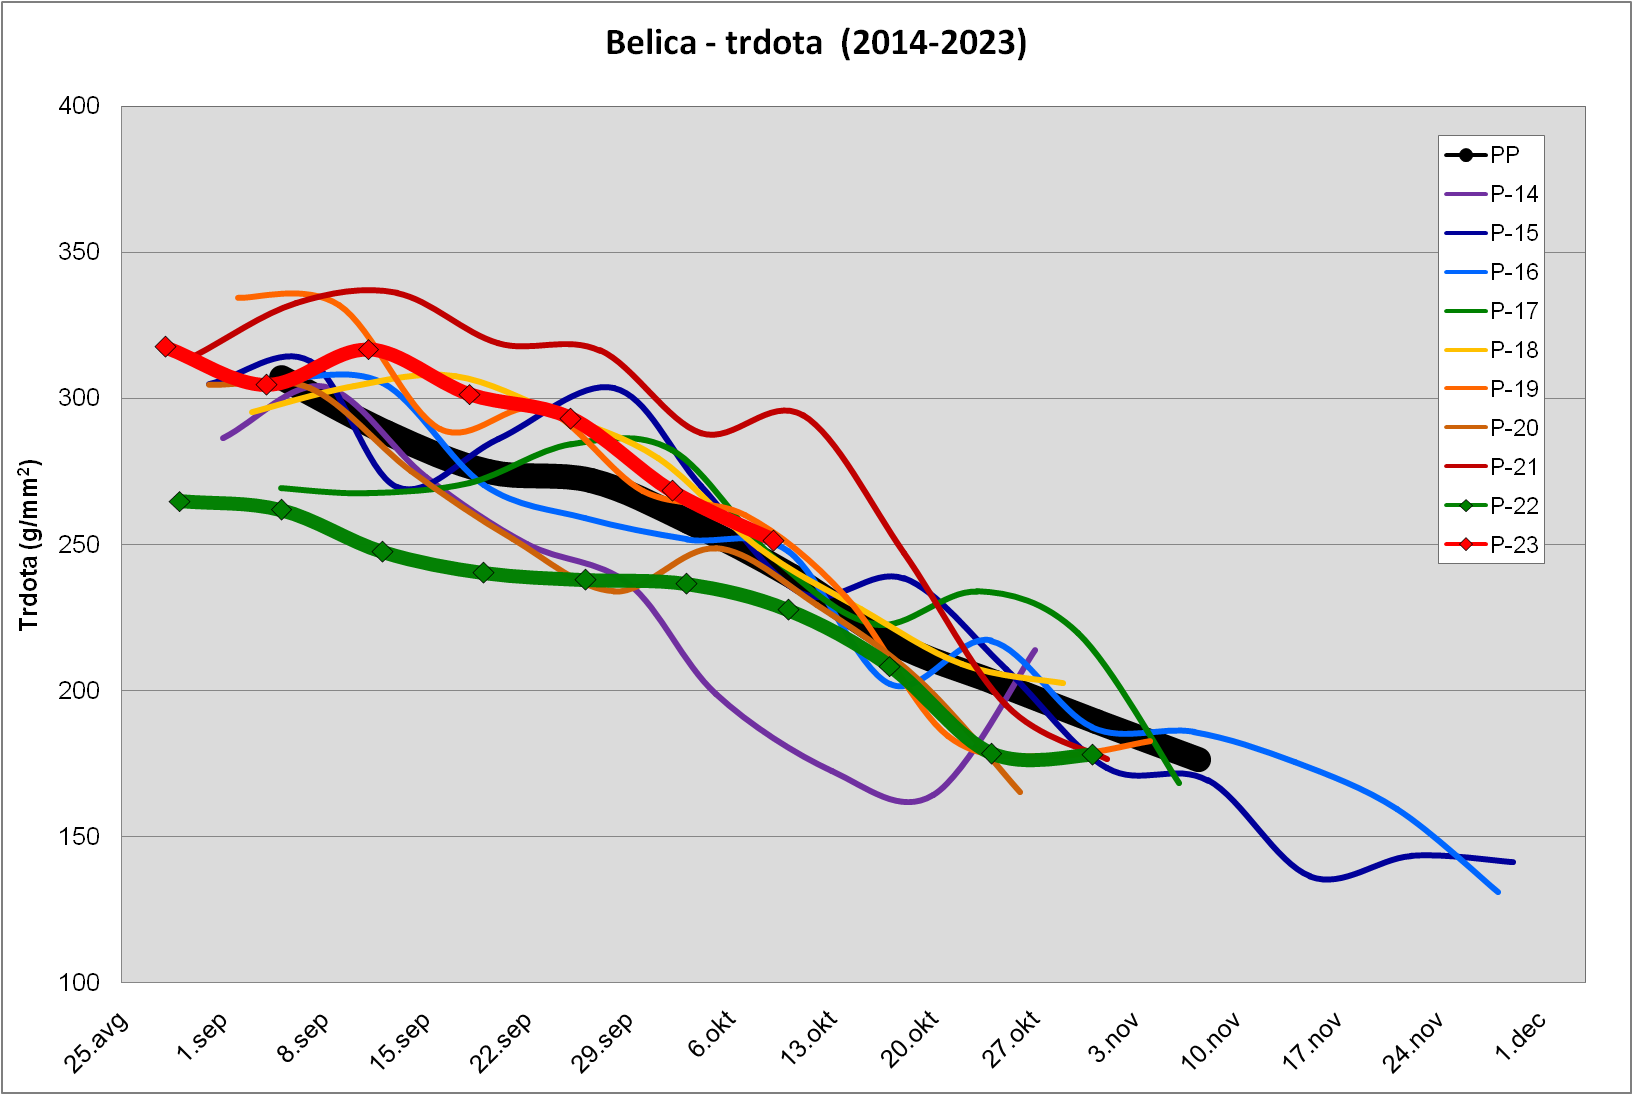 Belica - trdota  (2014-2023)
Trdota (g/mm²)
400
350
300
250
200
150
100
25.avg
1.sep
8.sep
15.sep
22.sep
29.sep
6.okt
13.okt
20.okt
27.okt
3.nov
10.nov
17.nov
24.nov
1.dec
PP
P-14
P-15
P-16
P-17
P-18
P-19
P-20
P-21
P-22
P-23